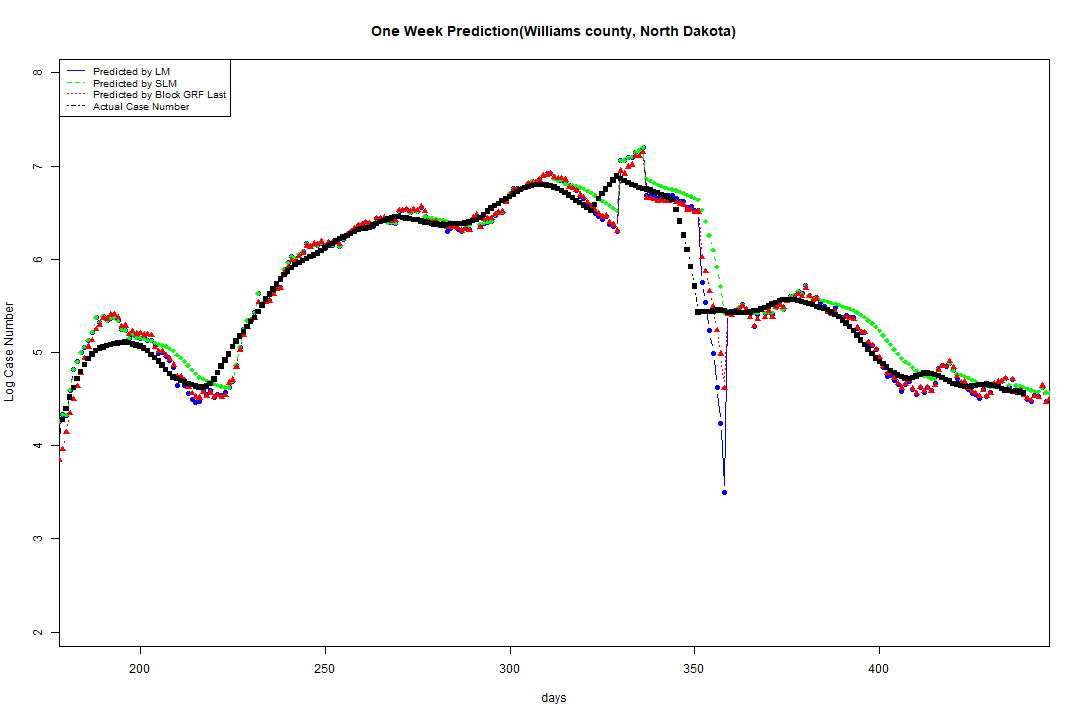 One Week Prediction(Williams county, North Dakota)
Predicted by LM
Predicted by SLM
Predicted by Block GRF Last
Actual Case Number
Log Case Number
8
7
6
5
4
3
2
200 250 300 350 400
days